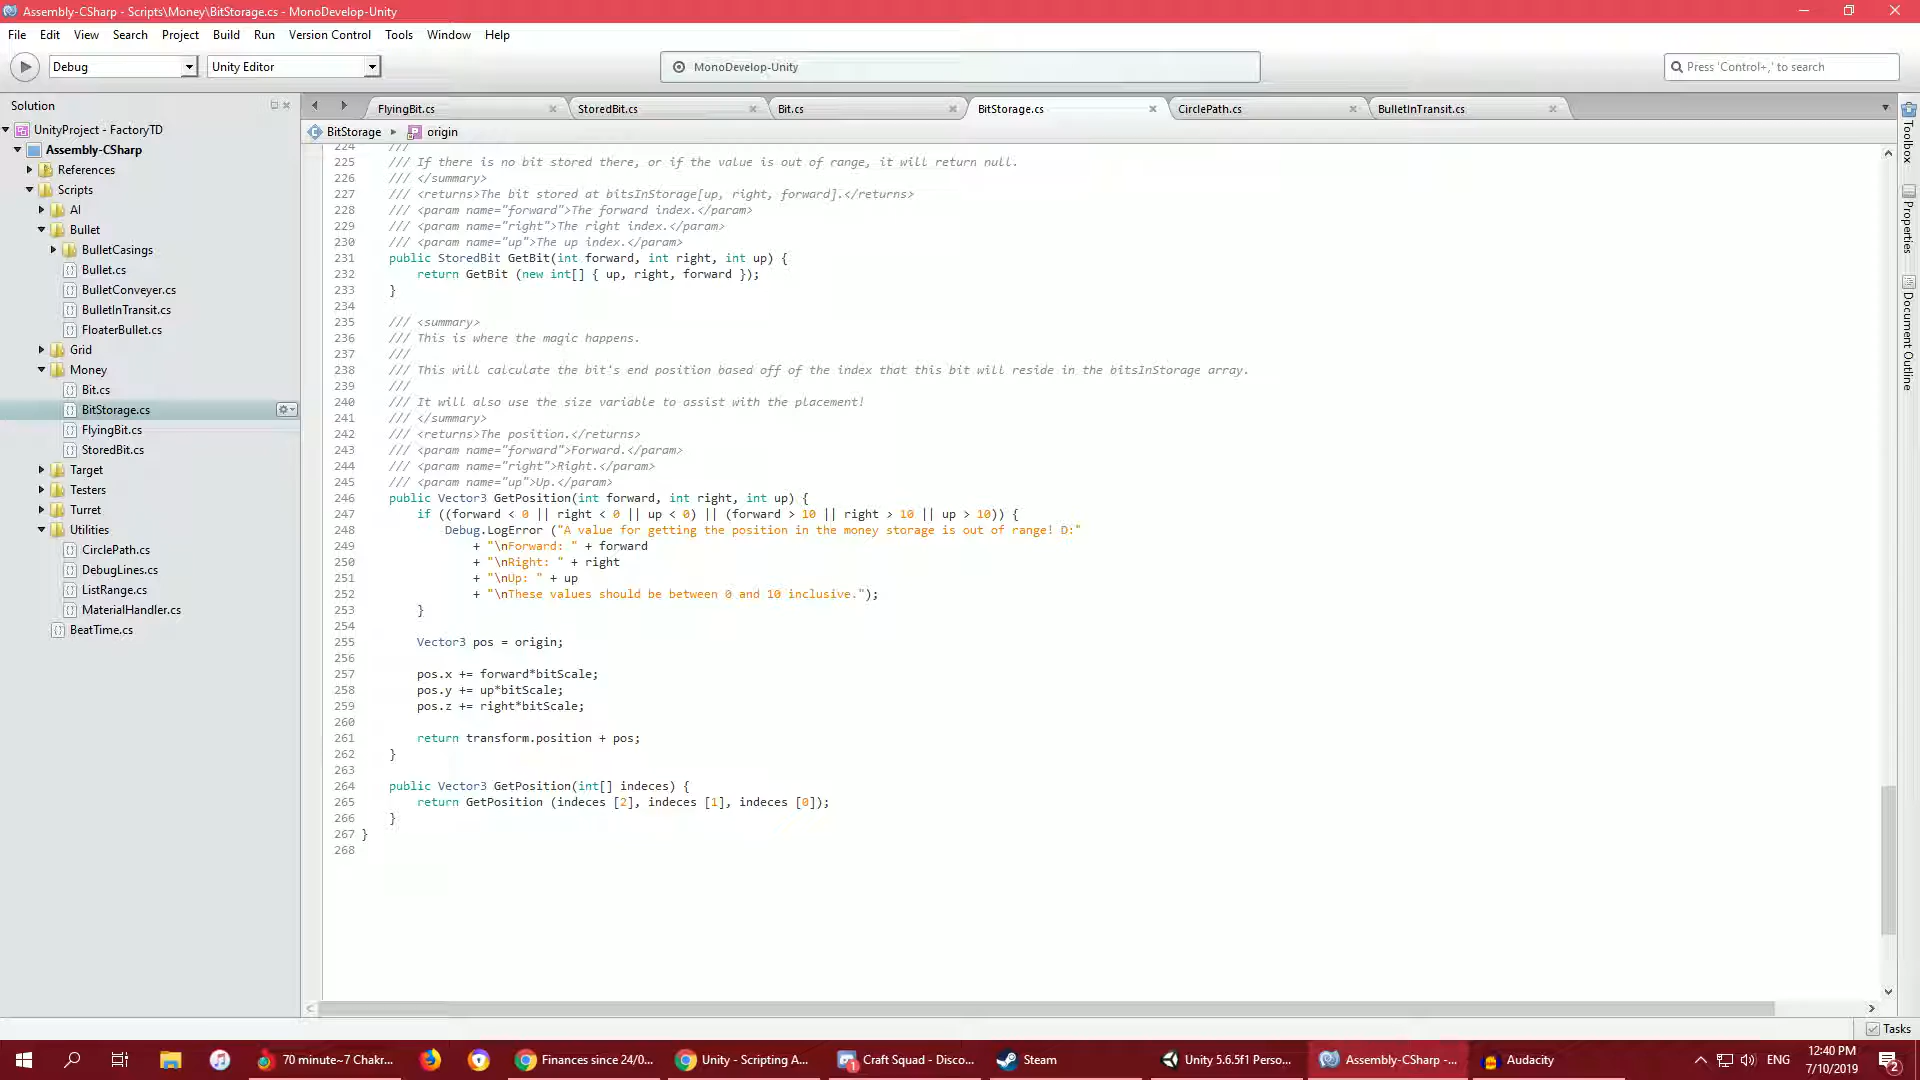 Assembly-CSharp - Scripts\Money\BitStorage.cs - MonoDevelop-Unity
File Edit View Search Project Build Run Version Control Tools Window Help
Debug Unity Editor MonoDevelop-Unity Press 'Control+,' to search
Solution
UnityProject - FactoryTD
Assembly-CSharp
References
Scripts
AI
Bullet
BulletCasings
Bullet.cs
BulletConveyer.cs
BulletInTransit.cs
FloaterBullet.cs
Grid
Money
Bit.cs
BitStorage.cs
FlyingBit.cs
StoredBit.cs
Target
Testers
Turret
Utilities
CirclePath.cs
DebugLines.cs
ListRange.cs
MaterialHandler.cs
BeatTime.cs
FlyingBit.cs StoredBit.cs Bit.cs BitStorage.cs CirclePath.cs BulletInTransit.cs
BitStorage origin
224 ///
225 /// If there is no bit stored there, or if the value is out of range, it will return null.
226 /// </summary>
227 /// <returns>The bit stored at bitsInStorage[up, right, forward].</returns>
228 /// <param name="forward">The forward index.</param>
229 /// <param name="right">The right index.</param>
230 /// <param name="up">The up index.</param>
231 public StoredBit GetBit(int forward, int right, int up) {
232 return GetBit (new int[] { up, right, forward });
233 }
234
235 /// <summary>
236 /// This is where the magic happens.
237 ///
238 /// This will calculate the bit's end position based off of the index that this bit will reside in the bitsInStorage array.
239 ///
240 /// It will also use the size variable to assist with the placement!
241 /// </summary>
242 /// <returns>The position.</returns>
243 /// <param name="forward">Forward.</param>
244 /// <param name="right">Right.</param>
245 /// <param name="up">Up.</param>
246 public Vector3 GetPosition(int forward, int right, int up) {
247 if ((forward < 0 || right < 0 || up < 0) || (forward > 10 || right > 10 || up > 10)) {
248 Debug.LogError ("A value for getting the position in the money storage is out of range! D:"
249 + "\nForward: " + forward
250 + "\nRight: " + right
251 + "\nUp: " + up
252 + "\nThese values should be between 0 and 10 inclusive.");
253 }
254
255 Vector3 pos = origin;
256
257 pos.x += forward*bitScale;
258 pos.y += up*bitScale;
259 pos.z += right*bitScale;
260
261 return transform.position + pos;
262 }
263
264 public Vector3 GetPosition(int[] indeces) {
265 return GetPosition (indeces [2], indeces [1], indeces [0]);
266 }
267 }
268
Toolbox
Properties
Document Outline
Tasks
70 minute~7 Chakr... Finances since 24/0... Unity - Scripting A... Craft Squad - Disco... Steam Unity 5.6.5f1 Perso... Assembly-CSharp -... Audacity ENG 12:40 PM
7/10/2019 2